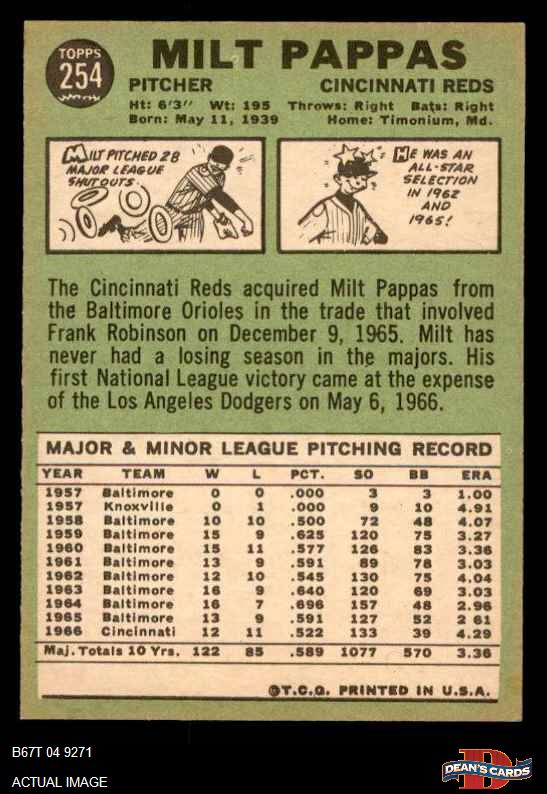 TOPPS
254
MILT PAPPAS
PITCHER CINCINNATI REDS
Ht: 6'3" Wt: 195 Throws: Right Bats: Right
Born: May 11, 1939 Home: Timonium, Md.
MILT PITCHED 28
MAJOR LEAGUE
SHUTOUTS.
HE WAS AN
ALL-STAR
SELECTION
IN 1962
AND
1965!
The Cincinnati Reds acquired Milt Pappas from
the Baltimore Orioles in the trade that involved
Frank Robinson on December 9, 1965. Milt has
never had a losing season in the majors. His
first National League victory came at the expense
of the Los Angeles Dodgers on May 6, 1966.
MAJOR & MINOR LEAGUE PITCHING RECORD
YEAR TEAM W L PCT. SO BB ERA
1957 Baltimore 0 0 .000 3 3 1.00
1957 Knoxville 0 1 .000 9 10 4.91
1958 Baltimore 10 10 .500 72 48 4.07
1959 Baltimore 15 9 .625 120 75 3.27
1960 Baltimore 15 11 .577 126 83 3.36
1961 Baltimore 13 9 .591 89 78 3.03
1962 Baltimore 12 10 .545 130 75 4.04
1963 Baltimore 16 9 .640 120 69 3.03
1964 Baltimore 16 7 .696 157 48 2.96
1965 Baltimore 13 9 .591 127 52 2 61
1966 Cincinnati 12 11 .522 133 39 4.29
Maj. Totals 10 Yrs. 122 85 .589 1077 570 3.36
©T.C.G. PRINTED IN U.S.A.
B67T 04 9271
ACTUAL IMAGE
D
DEAN'S CARDS